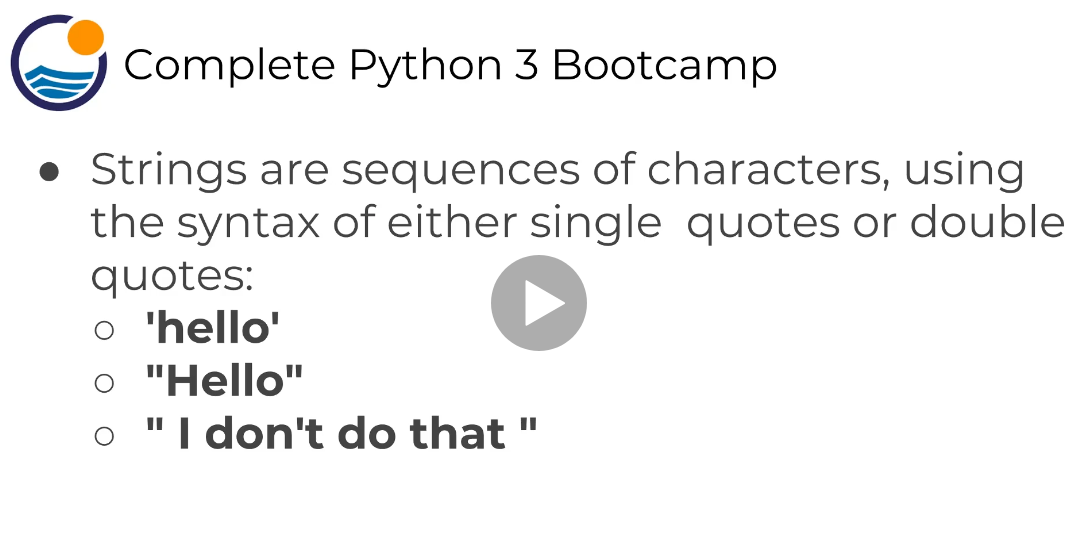 Complete Python 3 Bootcamp
● Strings are sequences of characters, using
the syntax of either single  quotes or double
quotes:
○ 'hello'
○ "Hello"
○ " I don't do that "